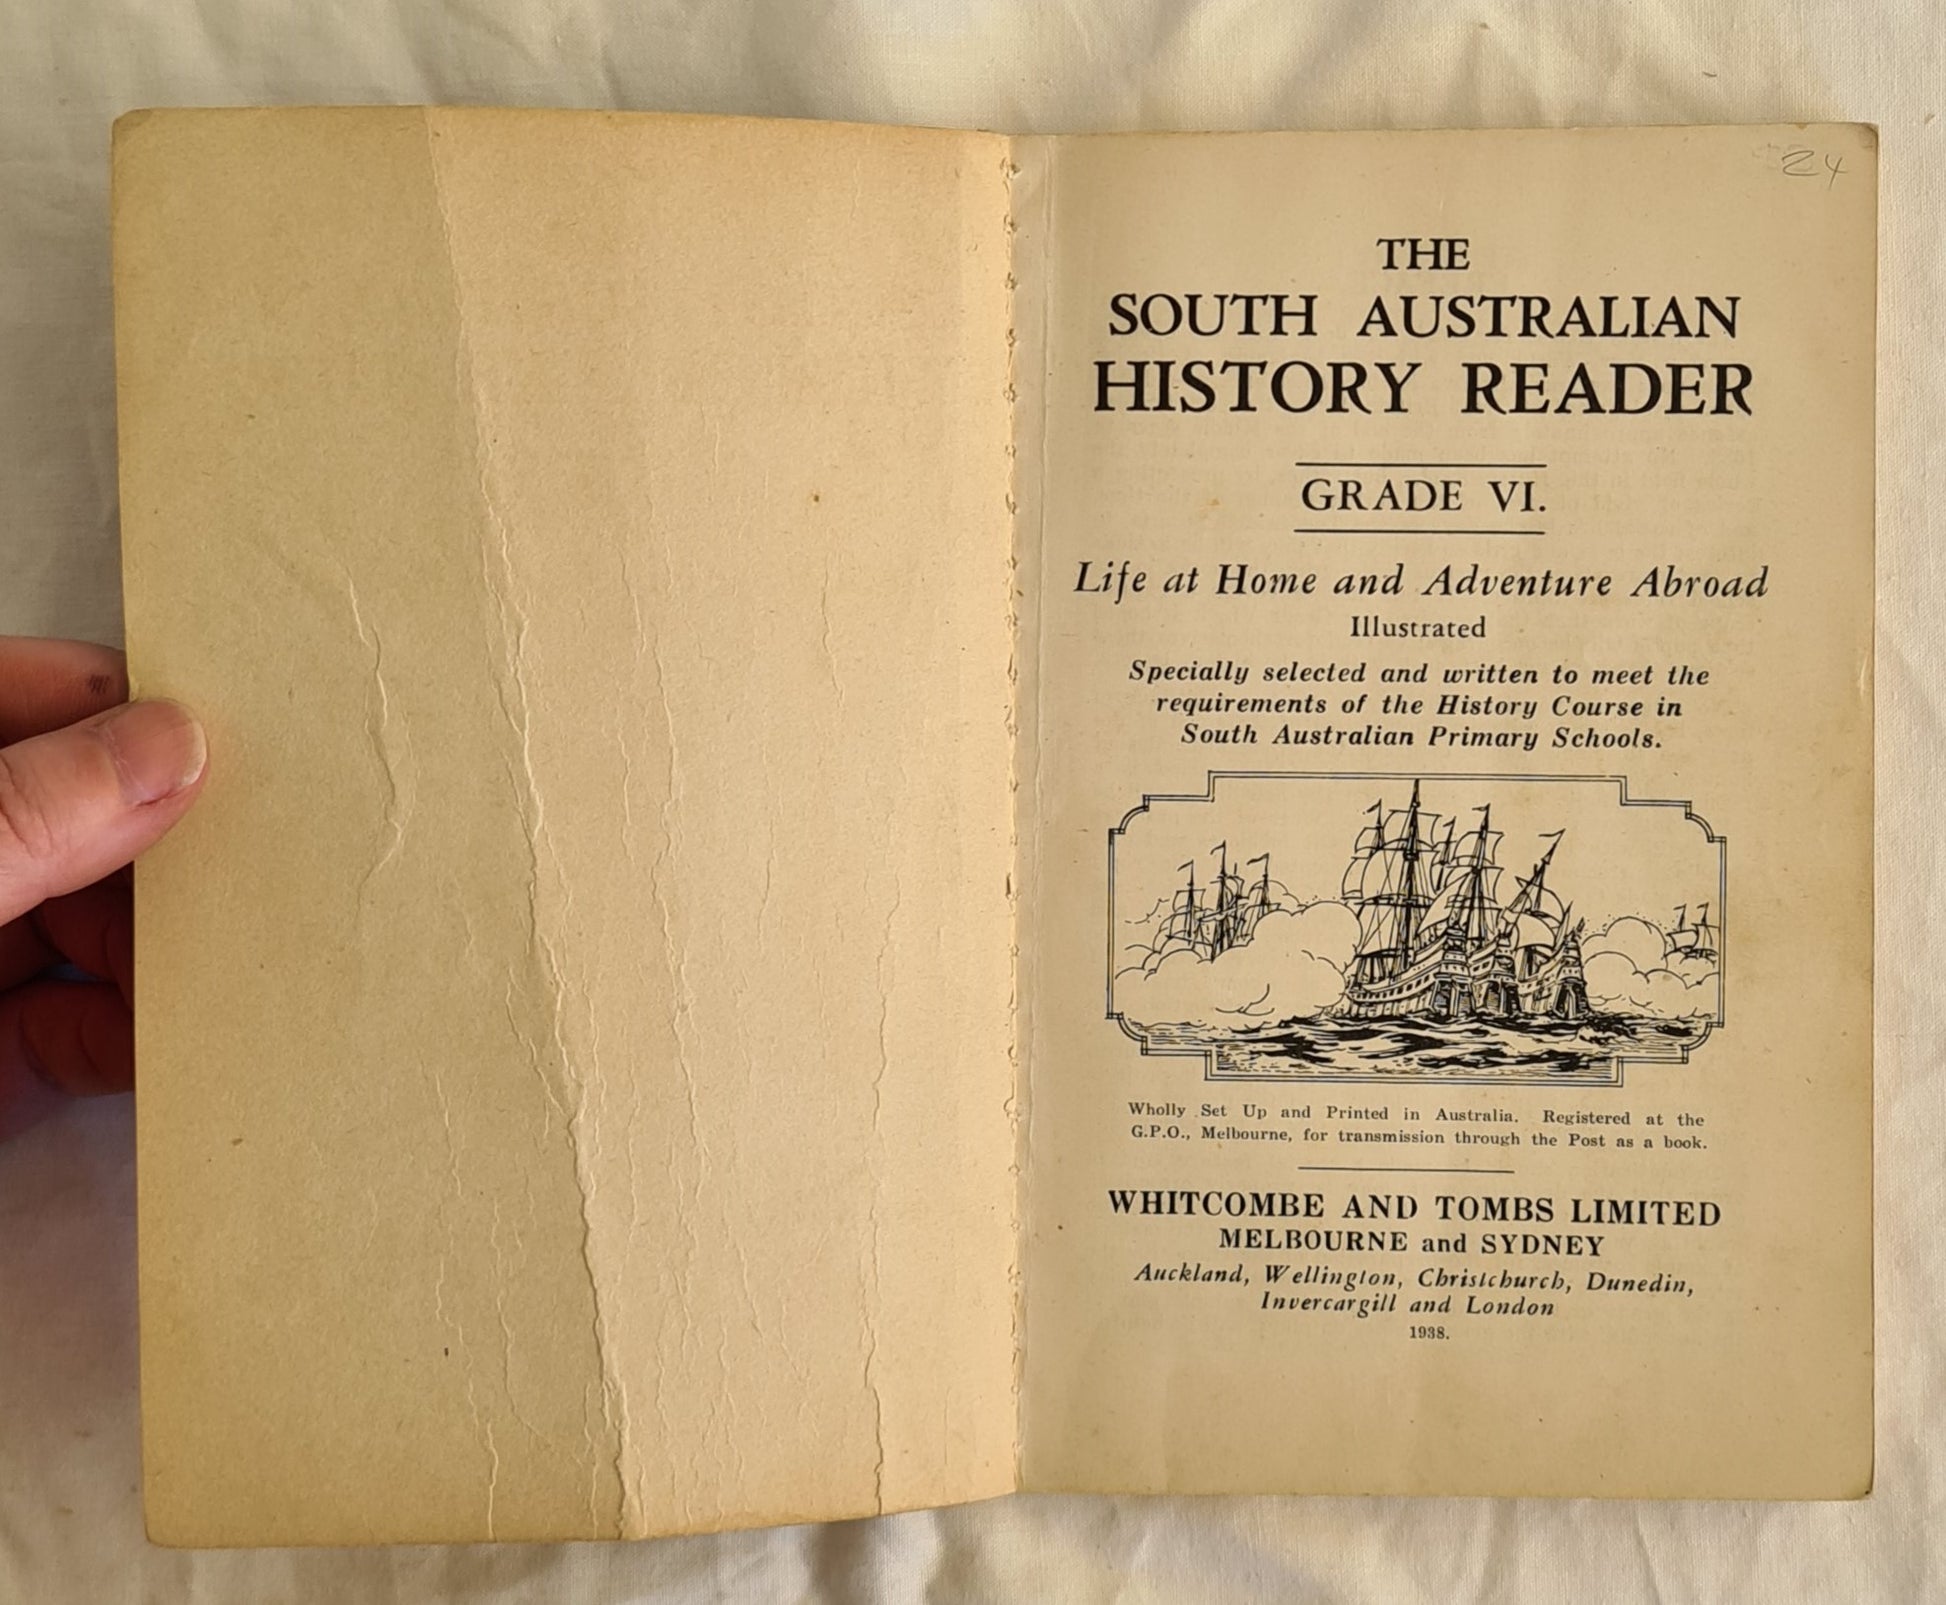 24
THE
SOUTH AUSTRALIAN
HISTORY READER
GRADE VI.
Life at Home and Adventure Abroad
Illustrated
Specially selected and written to meet the
requirements of the History Course in
South Australian Primary Schools.
Wholly Set Up and Printed in Australia. Registered at the
G.P.O., Melbourne, for transmission through the Post as a book.
WHITCOMBE AND TOMBS LIMITED
MELBOURNE and SYDNEY
Auckland, Wellington, Christchurch, Dunedin,
Invercargill and London
1938.